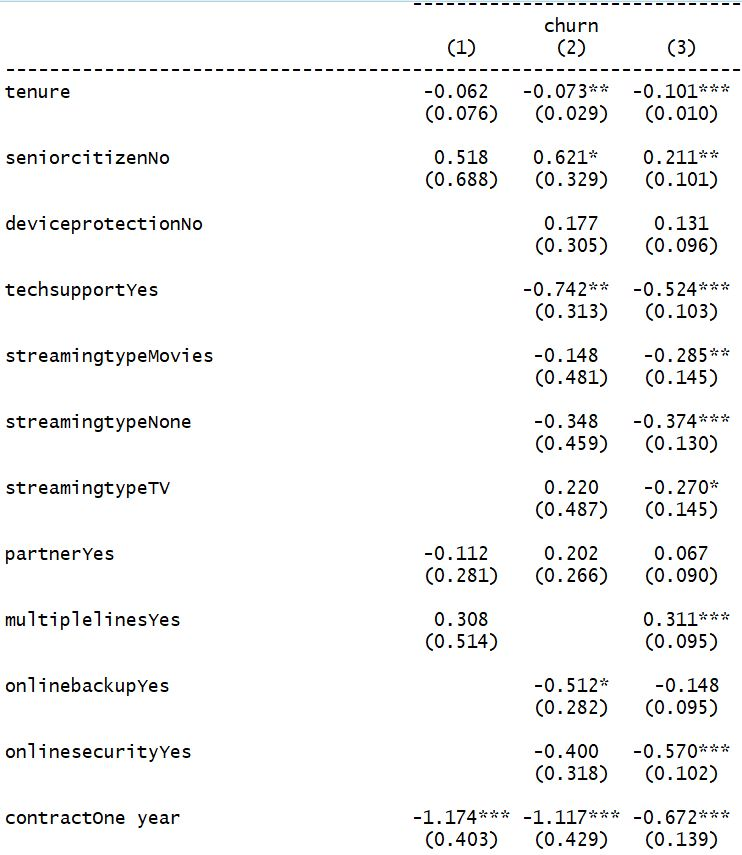 churn
(1) (2) (3)
tenure -0.062 -0.073** -0.101***
(0.076) (0.029) (0.010)
seniorcitizenNo 0.518 0.621* 0.211**
(0.688) (0.329) (0.101)
deviceprotectionNo 0.177 0.131
(0.305) (0.096)
techsupportYes -0.742** -0.524***
(0.313) (0.103)
streamingtypeMovies -0.148 -0.285**
(0.481) (0.145)
streamingtypeNone -0.348 -0.374***
(0.459) (0.130)
streamingtypeTV 0.220 -0.270*
(0.487) (0.145)
partnerYes -0.112 0.202 0.067
(0.281) (0.266) (0.090)
multiplelinesYes 0.308 0.311***
(0.514) (0.095)
onlinebackupYes -0.512* -0.148
(0.282) (0.095)
onlinesecurityYes -0.400 -0.570***
(0.318) (0.102)
contractOne year -1.174*** -1.117*** -0.672***
(0.403) (0.429) (0.139)